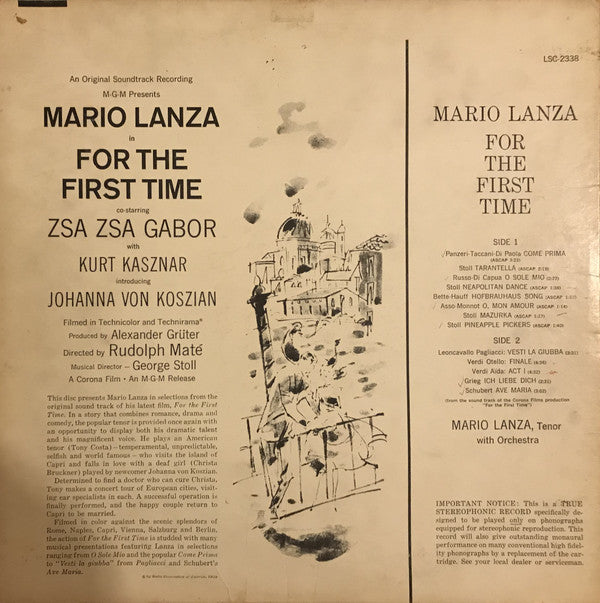 An Original Soundtrack Recording
M-G-M Presents
MARIO LANZA
in
FOR THE
FIRST TIME
co-starring
ZSA ZSA GABOR
with
KURT KASZNAR
introducing
JOHANNA VON KOSZIAN
Filmed in Technicolor and Technirama®
Produced by Alexander Grüter
Directed by Rudolph Maté
Musical Director – George Stoll
A Corona Film • An M-G-M Release
This disc presents Mario Lanza in selections from the
original sound track of his latest film, For the First
Time. In a story that combines romance, drama and
comedy, the popular tenor is provided once again with
an opportunity to display both his dramatic talent
and his magnificent voice. He plays an American
tenor (Tony Costa) – temperamental, unpredictable,
selfish and world famous – who visits the island of
Capri and falls in love with a deaf girl (Christa
Bruckner) played by newcomer Johanna von Koszian.
Determined to find a doctor who can cure Christa,
Tony makes a concert tour of European cities, visit-
ing ear specialists in each. A successful operation is
finally performed, and the happy couple return to
Capri to be married.
Filmed in color against the scenic splendors of
Rome, Naples, Capri, Vienna, Salzburg and Berlin,
the action of For the First Time is studded with many
musical presentations featuring Lanza in selections
ranging from O Sole Mio and the popular Come Prima
to "Vesti la giubba" from Pagliacci and Schubert's
Ave Maria.
LSC-2338
MARIO LANZA
FOR
THE
FIRST
TIME
SIDE 1
Panzeri-Taccani-Di Paola COME PRIMA
Stoll TARANTELLA
Russo-Di Capua O SOLE MIO
Stoll NEAPOLITAN DANCE
Bette-Hauff HOFBRAUHAUS SONG
Asso-Monnot O, MON AMOUR
Stoll MAZURKA
Stoll PINEAPPLE PICKERS
SIDE 2
Leoncavallo Pagliacci: VESTI LA GIUBBA
Verdi Otello: FINALE
Verdi Aïda: ACT I
Grieg ICH LIEBE DICH
Schubert AVE MARIA
(from the sound track of the Corona Films production
"For the First Time")
MARIO LANZA, Tenor
with Orchestra
IMPORTANT NOTICE: This is a TRUE
STEREOPHONIC RECORD specifically de-
signed to be played only on phonographs
equipped for stereophonic reproduction. This
record will also give outstanding monaural
performance on many conventional high fidel-
ity phonographs by a replacement of the car-
tridge. See your local dealer or serviceman.